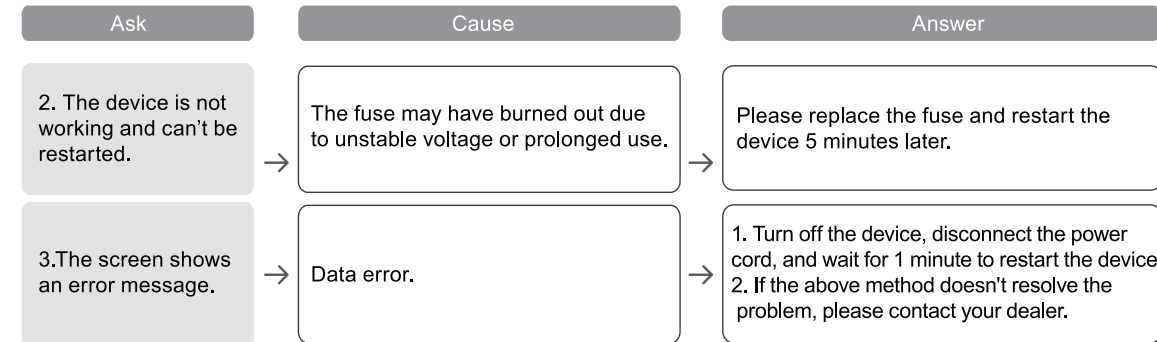 Ask
Cause
Answer
2. The device is not
working and can't be
restarted.
The fuse may have burned out due
to unstable voltage or prolonged use.
Please replace the fuse and restart the
device 5 minutes later.
3.The screen shows
an error message.
Data error.
1. Turn off the device, disconnect the power
cord, and wait for 1 minute to restart the device
2. If the above method doesn't resolve the
problem, please contact your dealer.